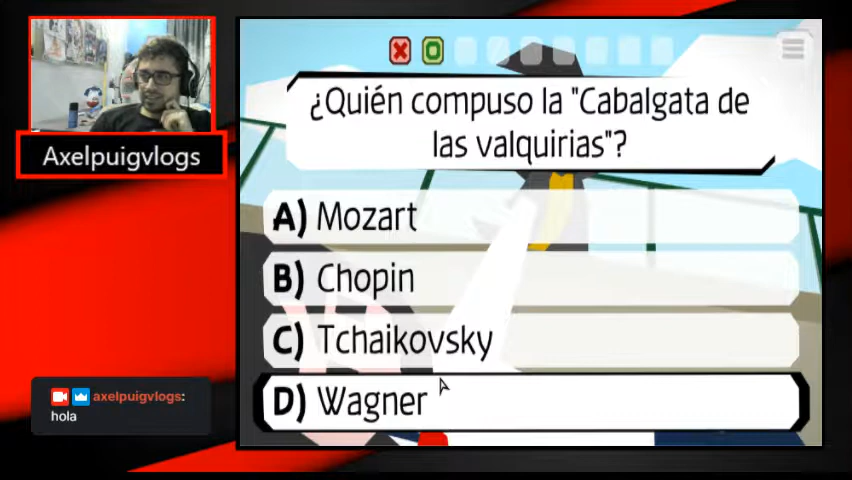 Axelpuigvlogs
¿Quién compuso la "Cabalgata de
las valquirias"?
A) Mozart
B) Chopin
C) Tchaikovsky
D) Wagner
axelpuigvlogs:
hola